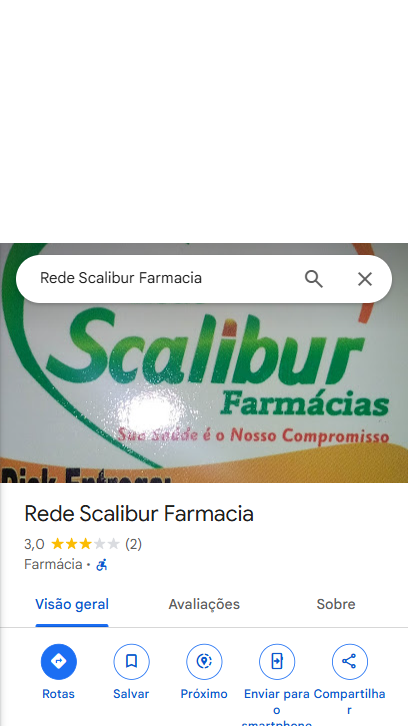 Rede Scalibur Farmacia
Scalibur
Farmácias
Sua Saúde é o Nosso Compromisso
Disk Entrega:
Rede Scalibur Farmacia
3,0 (2)
Farmácia ·
Visão geral Avaliações Sobre
Rotas Salvar Próximo Enviar para o smartphone Compartilhar